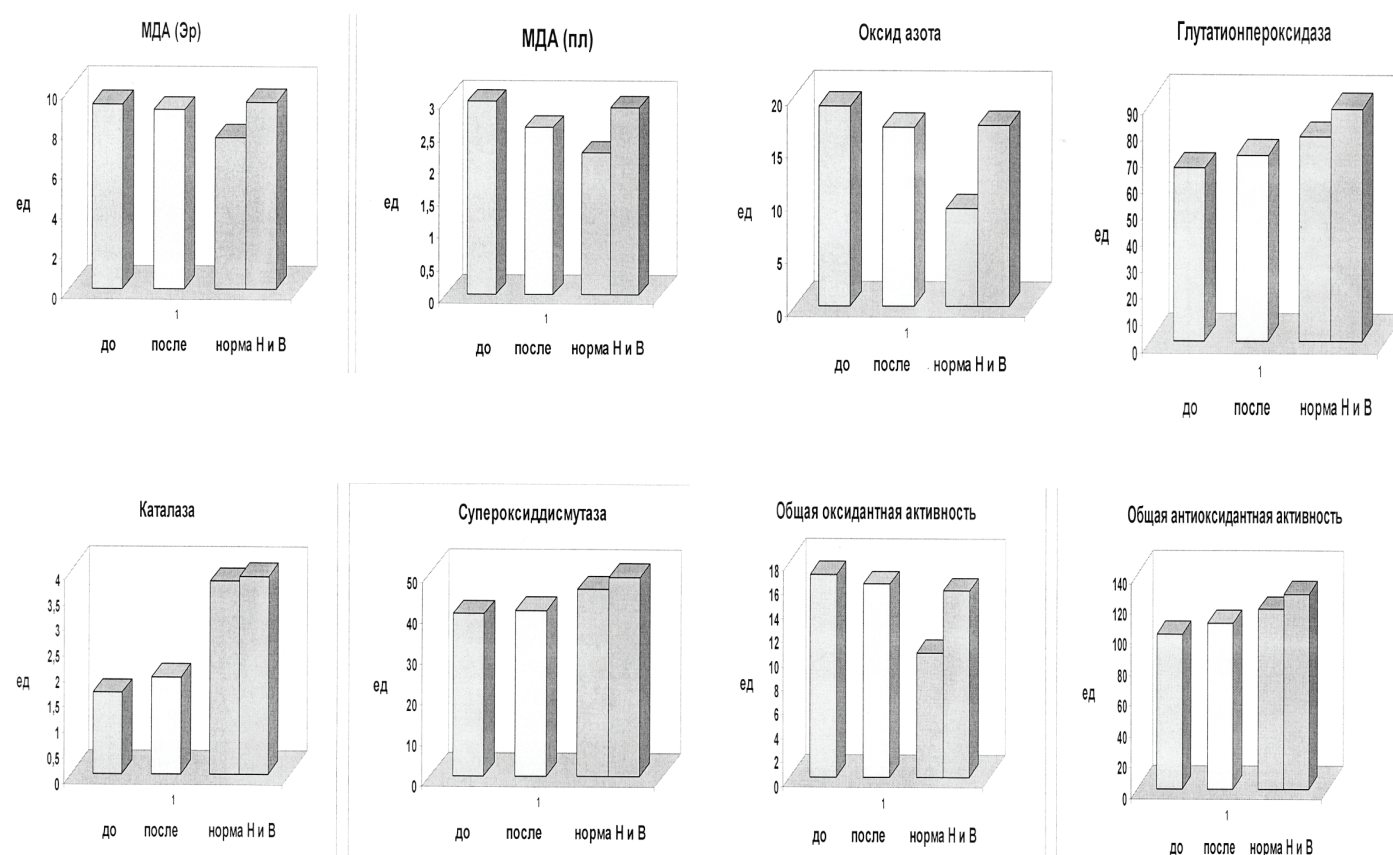 МДА (Эр)
10
8
6
4
2
0
ед
1
до после норма Н и В
МДА (пл)
3
2,5
2
1,5
1
0,5
0
ед
1
до после норма Н и В
Оксид азота
20
15
10
5
0
ед
1
до после норма Н и В
Глутатионпероксидаза
90
80
70
60
50
40
30
20
10
0
ед
1
до после норма Н и В
Каталаза
4
3,5
3
2,5
2
1,5
1
0,5
0
ед
1
до после норма Н и В
Супероксиддисмутаза
50
40
30
20
10
0
ед
1
до после норма Н и В
Общая оксидантная активность
18
16
14
12
10
8
6
4
2
0
ед
1
до после норма Н и В
Общая антиоксидантная активность
140
120
100
80
60
40
20
0
ед
1
до после норма Н и В